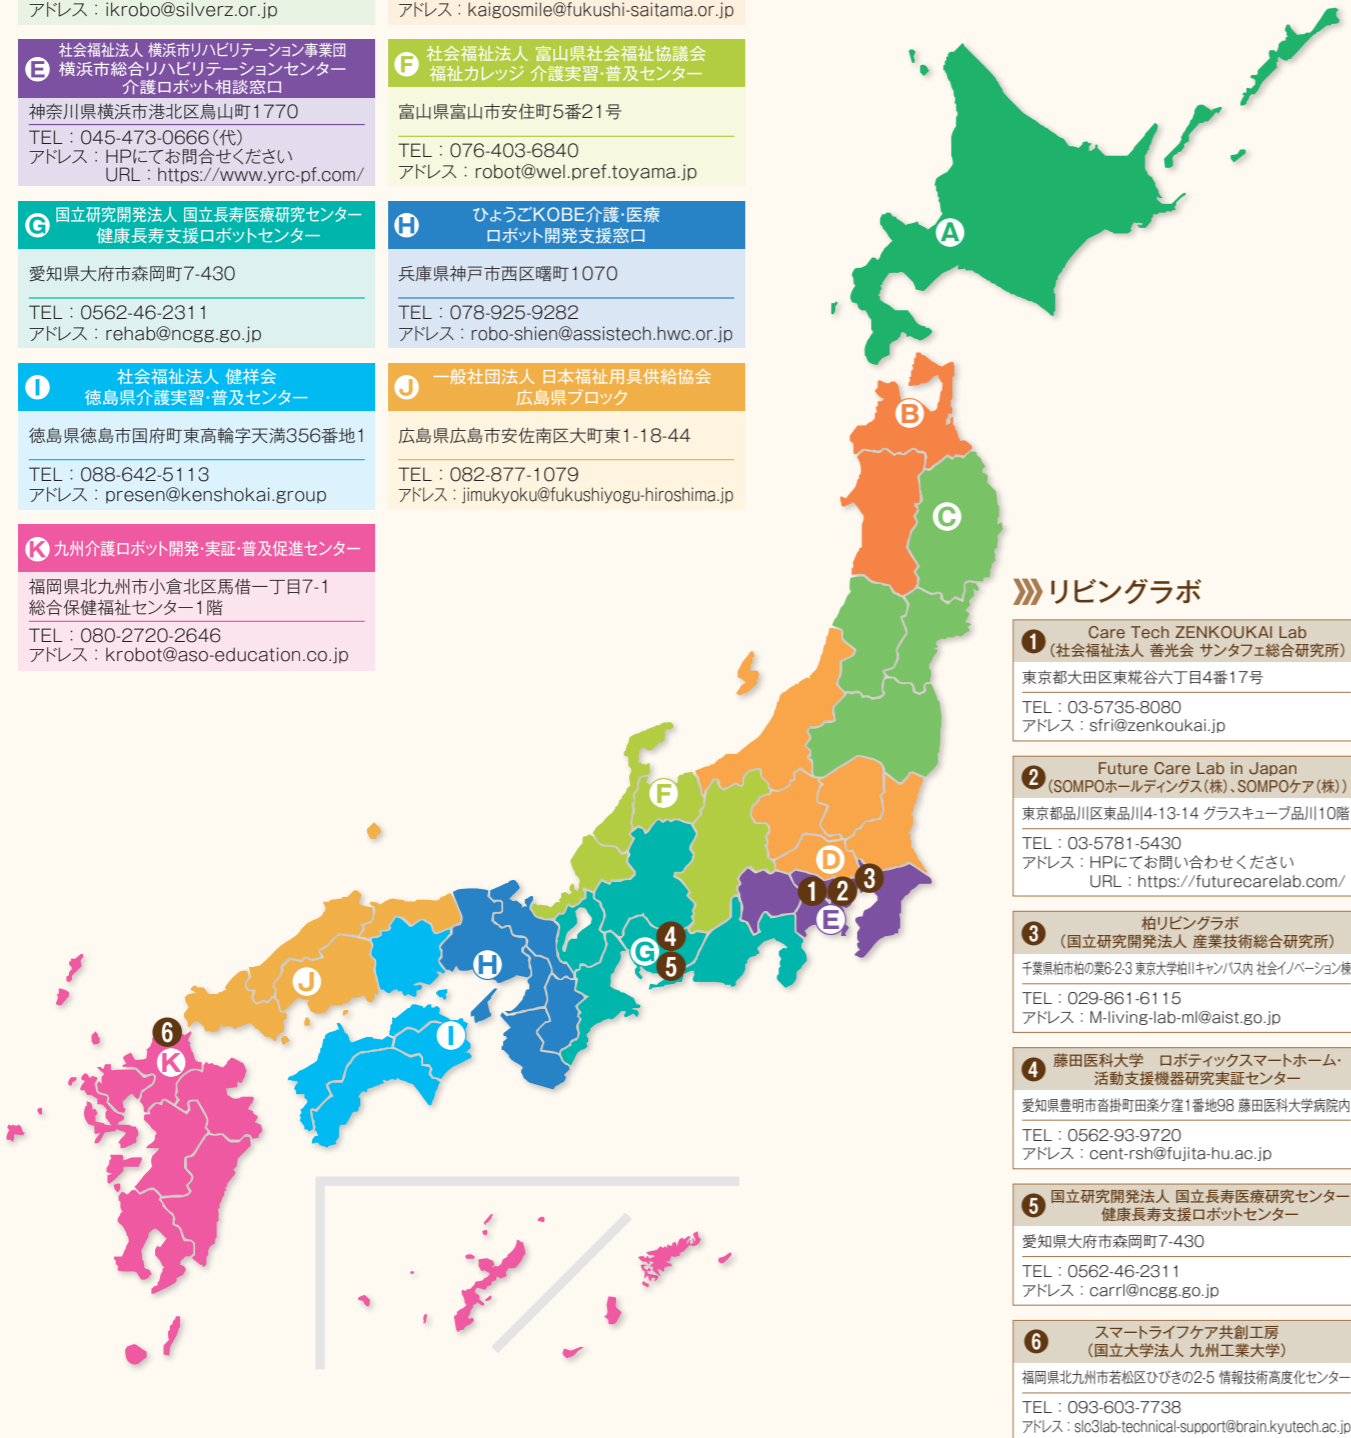 アドレス：ikrobo@silverz.or.jp
アドレス：kaigosmile@fukushi-saitama.or.jp
E
社会福祉法人 横浜市リハビリテーション事業団
横浜市総合リハビリテーションセンター
介護ロボット相談窓口
神奈川県横浜市港北区鳥山町1770
TEL：045-473-0666（代）
アドレス：HPにてお問合せください
URL：https://www.yrc-pf.com/
F
社会福祉法人 富山県社会福祉協議会
福祉カレッジ 介護実習・普及センター
富山県富山市安住町5番21号
TEL：076-403-6840
アドレス：robot@wel.pref.toyama.jp
G
国立研究開発法人 国立長寿医療研究センター
健康長寿支援ロボットセンター
愛知県大府市森岡町7-430
TEL：0562-46-2311
アドレス：rehab@ncgg.go.jp
H
ひょうごKOBE介護・医療
ロボット開発支援窓口
兵庫県神戸市西区曙町1070
TEL：078-925-9282
アドレス：robo-shien@assistech.hwc.or.jp
I
社会福祉法人 健祥会
徳島県介護実習・普及センター
徳島県徳島市国府町東高輪字天満356番地1
TEL：088-642-5113
アドレス：presen@kenshokai.group
J
一般社団法人 日本福祉用具供給協会
広島県ブロック
広島県広島市安佐南区大町東1-18-44
TEL：082-877-1079
アドレス：jimukyoku@fukushiyogu-hiroshima.jp
K
九州介護ロボット開発・実証・普及促進センター
福岡県北九州市小倉北区馬借一丁目7-1
総合保健福祉センター1階
TEL：080-2720-2646
アドレス：krobot@aso-education.co.jp
A
B
C
F
D
1
2
3
E
G
4
5
H
J
I
6
K
リビングラボ
1
Care Tech ZENKOUKAI Lab
（社会福祉法人 善光会 サンタフェ総合研究所）
東京都大田区東糀谷六丁目4番17号
TEL：03-5735-8080
アドレス：sfri@zenkoukai.jp
2
Future Care Lab in Japan
（SOMPOホールディングス（株）、SOMPOケア（株））
東京都品川区東品川4-13-14 グラスキューブ品川10階
TEL：03-5781-5430
アドレス：HPにてお問い合わせください
URL：https://futurecarelab.com/
3
柏リビングラボ
（国立研究開発法人 産業技術総合研究所）
千葉県柏市柏の葉6-2-3 東京大学柏IIキャンパス内 社会イノベーション棟
TEL：029-861-6115
アドレス：M-living-lab-ml@aist.go.jp
4
藤田医科大学　ロボティックスマートホーム・
活動支援機器研究実証センター
愛知県豊明市沓掛町田楽ケ窪1番地98 藤田医科大学病院内
TEL：0562-93-9720
アドレス：cent-rsh@fujita-hu.ac.jp
5
国立研究開発法人 国立長寿医療研究センター
健康長寿支援ロボットセンター
愛知県大府市森岡町7-430
TEL：0562-46-2311
アドレス：carrl@ncgg.go.jp
6
スマートライフケア共創工房
（国立大学法人 九州工業大学）
福岡県北九州市若松区ひびきの2-5 情報技術高度化センター
TEL：093-603-7738
アドレス：slc3lab-technical-support@brain.kyutech.ac.jp